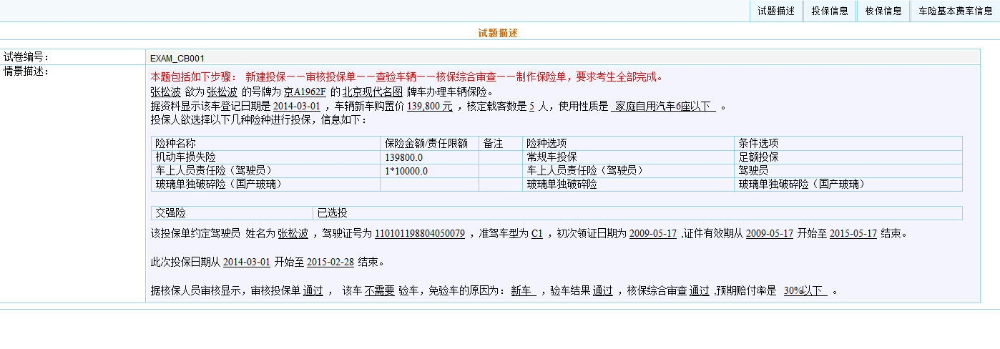 试题描述 投保信息 核保信息 车险基本费率信息
试题描述
试卷编号： EXAM_CB001
情景描述：
本题包括如下步骤： 新建投保－－审核投保单－－查验车辆－－核保综合审查－－制作保险单，要求考生全部完成。
张松波 欲为 张松波 的号牌为 京A1962F 的 北京现代名图 牌车办理车辆保险。
据资料显示该车登记日期是 2014-03-01 ，车辆新车购置价 139,800 元 ，核定载客数是 5 人，使用性质是 家庭自用汽车6座以下 。
投保人欲选择以下几种险种进行投保，信息如下：
险种名称 保险金额/责任限额 备注 险种选项 条件选项
机动车损失险 139800.0 常规车投保 足额投保
车上人员责任险（驾驶员） 1*10000.0 车上人员责任险（驾驶员） 驾驶员
玻璃单独破碎险（国产玻璃） 玻璃单独破碎险 玻璃单独破碎险（国产玻璃）
交强险 已选投
该投保单约定驾驶员 姓名为 张松波 ，驾驶证号为 110101198804050079 ，准驾车型为 C1 ，初次领证日期为 2009-05-17 ,证件有效期从 2009-05-17 开始至 2015-05-17 结束。
此次投保日期从 2014-03-01 开始至 2015-02-28 结束。
据核保人员审核显示，审核投保单 通过 ， 该车 不需要 验车，免验车的原因为： 新车 ，验车结果 通过 ，核保综合审查 通过 ,预期赔付率是 30%以下 。